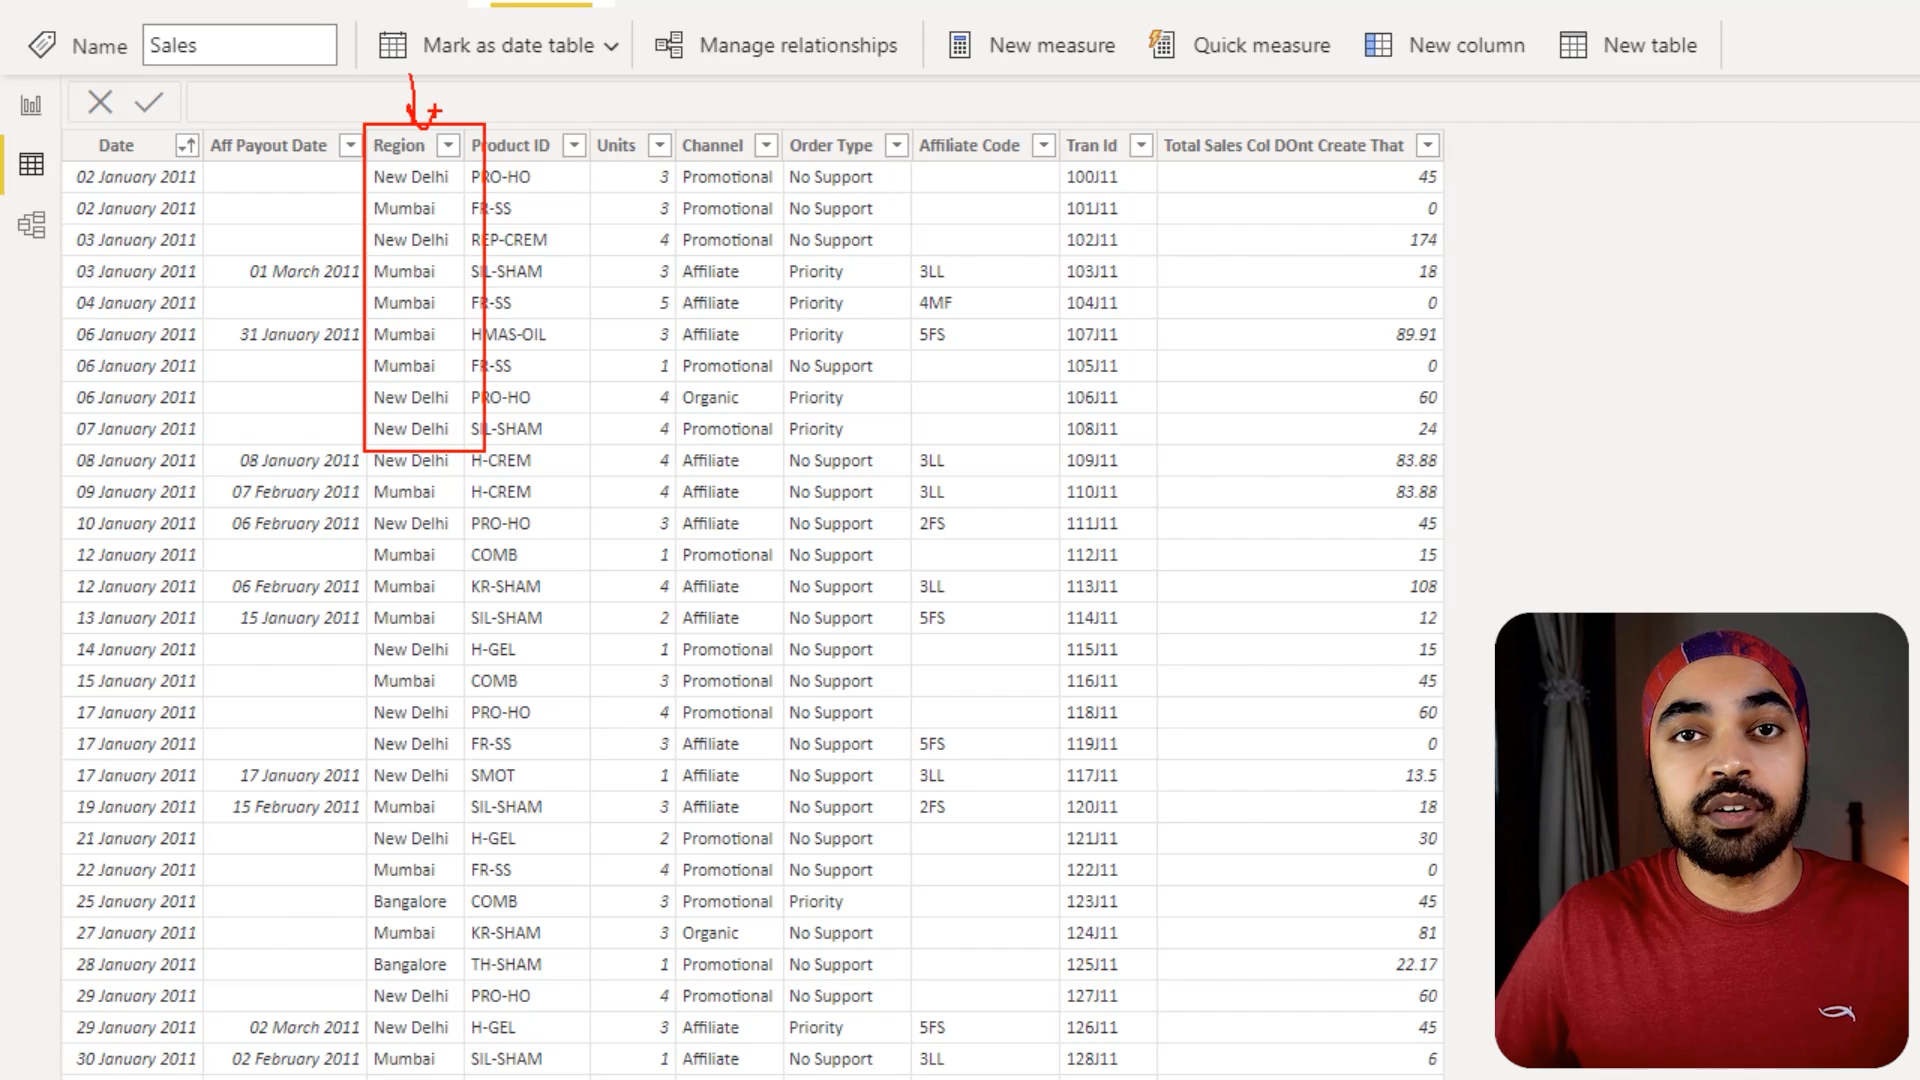 Name Sales Mark as date table Manage relationships New measure Quick measure New column New table
Date Aff Payout Date Region Product ID Units Channel Order Type Affiliate Code Tran Id Total Sales Col DOnt Create That
02 January 2011 New Delhi PRO-HO 3 Promotional No Support 100J11 45
02 January 2011 Mumbai FR-SS 3 Promotional No Support 101J11 0
03 January 2011 New Delhi REP-CREM 4 Promotional No Support 102J11 174
03 January 2011 01 March 2011 Mumbai SIL-SHAM 3 Affiliate Priority 3LL 103J11 18
04 January 2011 Mumbai FR-SS 5 Affiliate Priority 4MF 104J11 0
06 January 2011 31 January 2011 Mumbai HMAS-OIL 3 Affiliate Priority 5FS 107J11 89.91
06 January 2011 Mumbai FR-SS 1 Promotional No Support 105J11 0
06 January 2011 New Delhi PRO-HO 4 Organic Priority 106J11 60
07 January 2011 New Delhi SIL-SHAM 4 Promotional Priority 108J11 24
08 January 2011 08 January 2011 New Delhi H-CREM 4 Affiliate No Support 3LL 109J11 83.88
09 January 2011 07 February 2011 Mumbai H-CREM 4 Affiliate No Support 3LL 110J11 83.88
10 January 2011 06 February 2011 New Delhi PRO-HO 3 Affiliate No Support 2FS 111J11 45
12 January 2011 Mumbai COMB 1 Promotional No Support 112J11 15
12 January 2011 06 February 2011 Mumbai KR-SHAM 4 Affiliate No Support 3LL 113J11 108
13 January 2011 15 January 2011 Mumbai SIL-SHAM 2 Affiliate No Support 5FS 114J11 12
14 January 2011 New Delhi H-GEL 1 Promotional No Support 115J11 15
15 January 2011 Mumbai COMB 3 Promotional No Support 116J11 45
17 January 2011 New Delhi PRO-HO 4 Promotional No Support 118J11 60
17 January 2011 New Delhi FR-SS 3 Affiliate No Support 5FS 119J11 0
17 January 2011 17 January 2011 New Delhi SMOT 1 Affiliate No Support 3LL 117J11 13.5
19 January 2011 15 February 2011 Mumbai SIL-SHAM 3 Affiliate No Support 2FS 120J11 18
21 January 2011 New Delhi H-GEL 2 Promotional No Support 121J11 30
22 January 2011 Mumbai FR-SS 4 Promotional No Support 122J11 0
25 January 2011 Bangalore COMB 3 Promotional Priority 123J11 45
27 January 2011 Mumbai KR-SHAM 3 Organic No Support 124J11 81
28 January 2011 Bangalore TH-SHAM 1 Promotional No Support 125J11 22.17
29 January 2011 New Delhi PRO-HO 4 Promotional No Support 127J11 60
29 January 2011 02 March 2011 New Delhi H-GEL 3 Affiliate Priority 5FS 126J11 45
30 January 2011 02 February 2011 Mumbai SIL-SHAM 1 Affiliate No Support 3LL 128J11 6